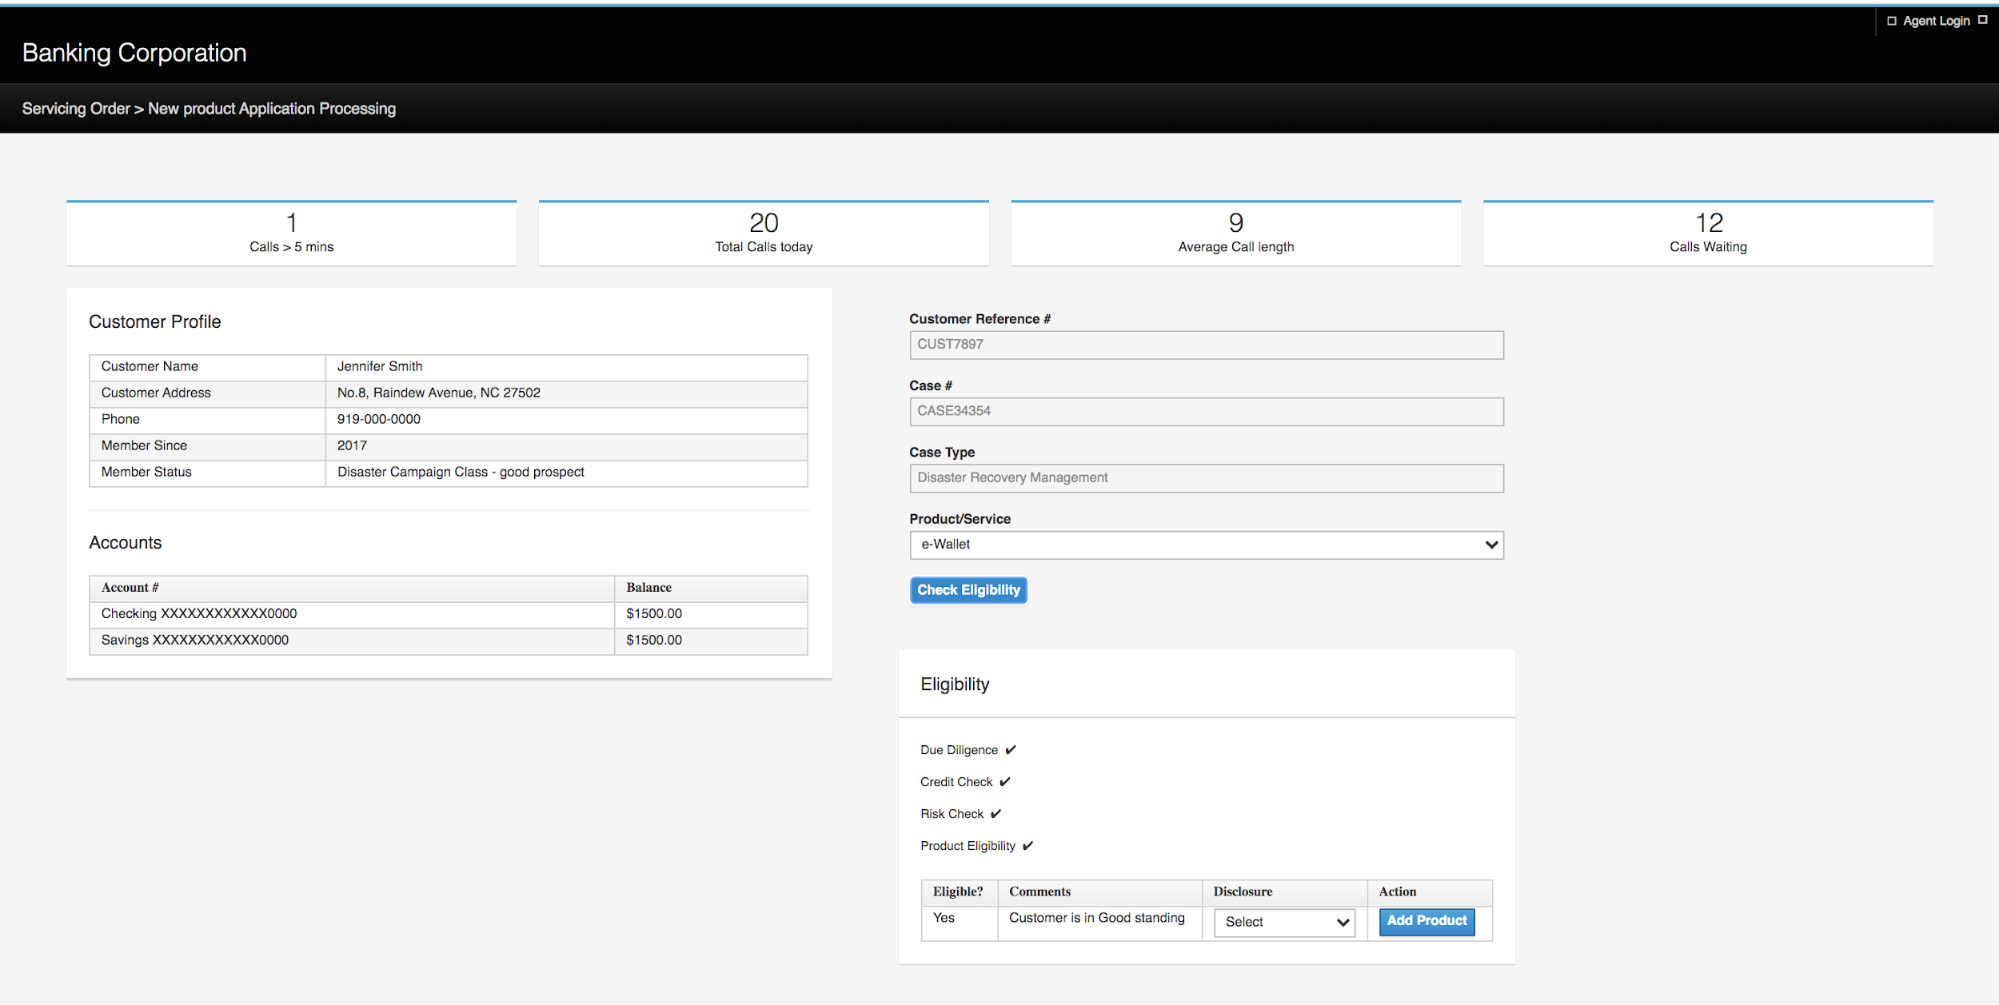 Agent Login
Banking Corporation
Servicing Order > New product Application Processing
1
Calls > 5 mins
20
Total Calls today
9
Average Call length
12
Calls Waiting
Customer Profile
Customer Name Jennifer Smith
Customer Address No.8, Raindew Avenue, NC 27502
Phone 919-000-0000
Member Since 2017
Member Status Disaster Campaign Class - good prospect
Accounts
Account # Balance
Checking XXXXXXXXXXXX0000 $1500.00
Savings XXXXXXXXXXXX0000 $1500.00
Customer Reference #
CUST7897
Case #
CASE34354
Case Type
Disaster Recovery Management
Product/Service
e-Wallet
Check Eligibility
Eligibility
Due Diligence ✔
Credit Check ✔
Risk Check ✔
Product Eligibility ✔
Eligible? Comments Disclosure Action
Yes Customer is in Good standing Select Add Product